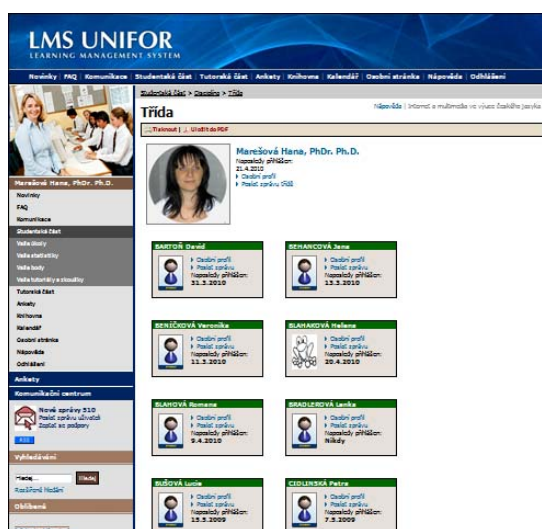 LMS UNIFOR
LEARNING MANAGEMENT SYSTEM
Novinky | FAQ | Komunikace | Studentská část | Tutorská část | Ankety | Knihovna | Kalendář | Osobní stránka | Nápověda | Odhlášení
Studentská část > Disciplína > Třída
Třída
Nápověda | Internet a multimedia ve výuce českého jazyka
Tisknout | Uložit do PDF
Marešová Hana, PhDr. Ph.D.
Naposledy přihlášen:
21.4.2010
Osobní profil
Poslat zprávu třídě
Marešová Hana, PhDr. Ph.D.
Novinky
FAQ
Komunikace
Studentská část
Vaše školy
Vaše statistiky
Vaše body
Vaše tutoriály a zkoušky
Tutorská část
Ankety
Knihovna
Kalendář
Osobní stránka
Nápověda
Odhlášení
Ankety
Komunikační centrum
Nové zprávy 510
Poslat zprávu uživateli
Zeptat se podpory
RSS
Vyhledávání
Hledej...
Hledej
Rozšířené hledání
Oblíbené
BARTOŇ David
Osobní profil
Poslat zprávu
Naposledy přihlášen:
31.3.2010
BEHANCOVÁ Jana
Osobní profil
Poslat zprávu
Naposledy přihlášen:
13.3.2010
BENÍČKOVÁ Veronika
Osobní profil
Poslat zprávu
Naposledy přihlášen:
11.3.2010
BLAHAKOVÁ Helena
Osobní profil
Poslat zprávu
Naposledy přihlášen:
20.4.2010
BLAHOVÁ Romana
Osobní profil
Poslat zprávu
Naposledy přihlášen:
9.4.2010
BRADLEROVÁ Lenka
Osobní profil
Poslat zprávu
Naposledy přihlášen:
Nikdy
BUŠOVÁ Lucie
Osobní profil
Poslat zprávu
Naposledy přihlášen:
15.5.2009
CIDLINSKÁ Petra
Osobní profil
Poslat zprávu
Naposledy přihlášen:
7.5.2009